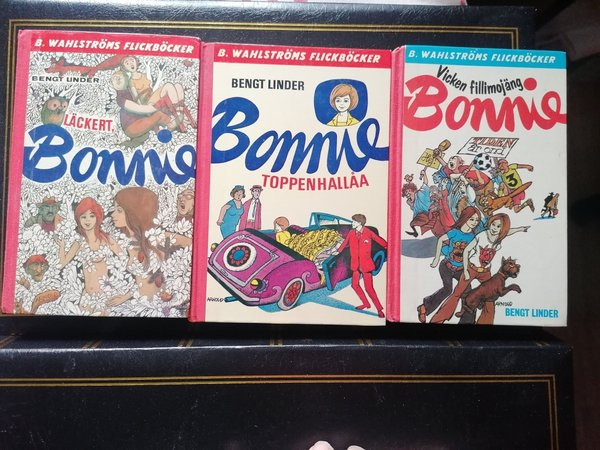 B. WAHLSTRÖMS FLICKBÖCKER
BENGT LINDER
LÄCKERT,
Bonnie
B. WAHLSTRÖMS FLICKBÖCKER
BENGT LINDER
Bonnie
TOPPENHALLÅA
B. WAHLSTRÖMS FLICKBÖCKER
Vicken fillimojäng
Bonnie
3
BENGT LINDER